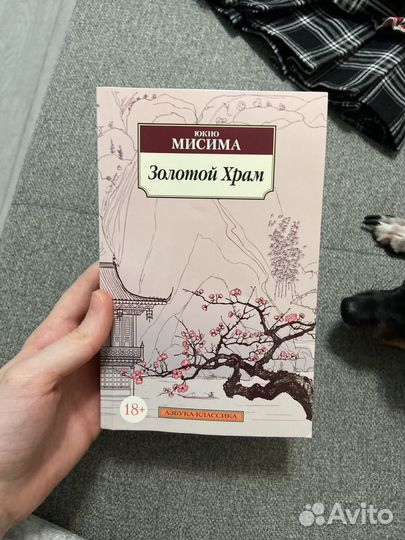 ЮКИО
МИСИМА
Золотой Храм
18+
АЗБУКА-КЛАССИКА
Avito